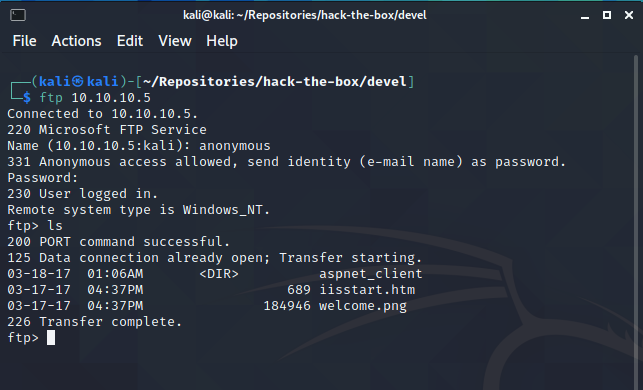 kali@kali: ~/Repositories/hack-the-box/devel
File Actions Edit View Help
┌──(kali㉿kali)-[~/Repositories/hack-the-box/devel]
└─$ ftp 10.10.10.5
Connected to 10.10.10.5.
220 Microsoft FTP Service
Name (10.10.10.5:kali): anonymous
331 Anonymous access allowed, send identity (e-mail name) as password.
Password:
230 User logged in.
Remote system type is Windows_NT.
ftp> ls
200 PORT command successful.
125 Data connection already open; Transfer starting.
03-18-17  01:06AM       <DIR>          aspnet_client
03-17-17  04:37PM                  689 iisstart.htm
03-17-17  04:37PM               184946 welcome.png
226 Transfer complete.
ftp>